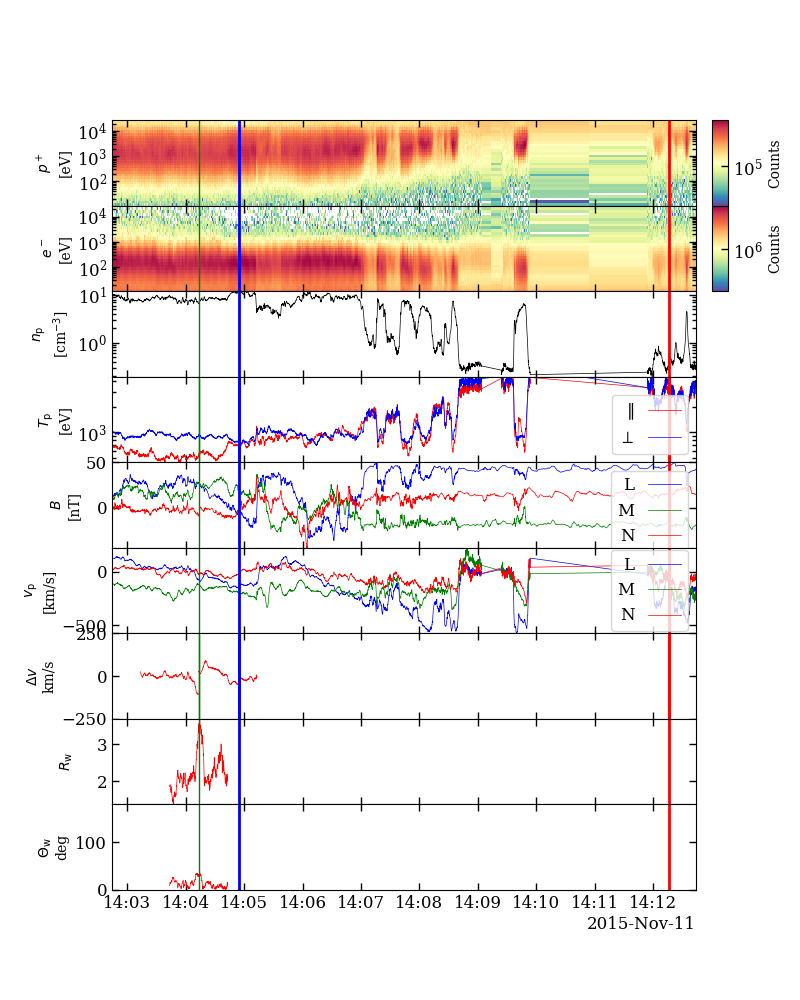 10⁴
10³
10²
p⁺
[eV]
10⁵
Counts
10⁴
10³
10²
e⁻
[eV]
10⁶
Counts
10¹
10⁰
nₚ
[cm⁻³]
10³
Tₚ
[eV]
∥
⊥
50
0
B
[nT]
L
M
N
0
−500
vₚ
[km/s]
L
M
N
250
0
−250
Δv
km/s
3
2
R_w
100
0
Θ_w
deg
14:03 14:04 14:05 14:06 14:07 14:08 14:09 14:10 14:11 14:12
2015-Nov-11